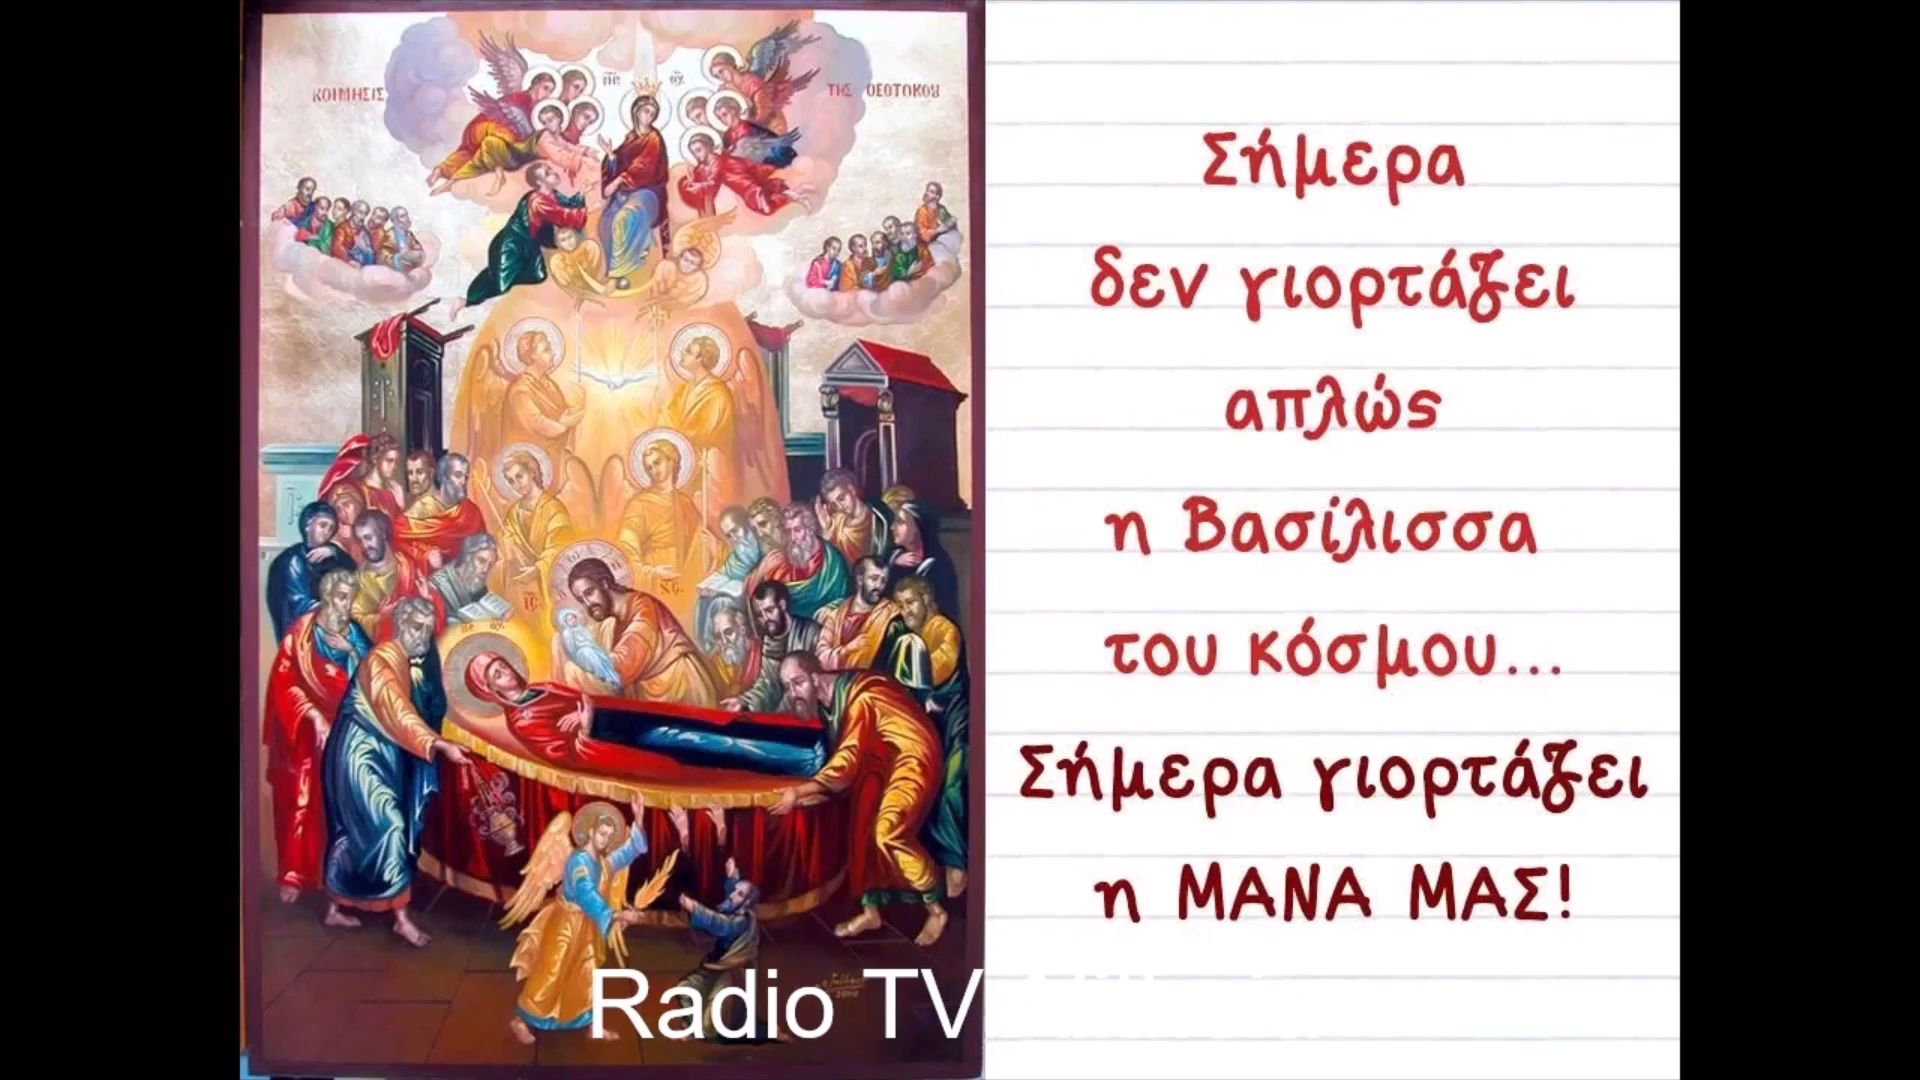 ΚΟΙΜΗΣΙΣ ΤΗΣ ΘΕΟΤΟΚΟΥ
Σήμερα
δεν γιορτάζει
απλώς
η Βασίλισσα
του κόσμου...
Σήμερα γιορτάζει
η ΜΑΝΑ ΜΑΣ!
Radio TV